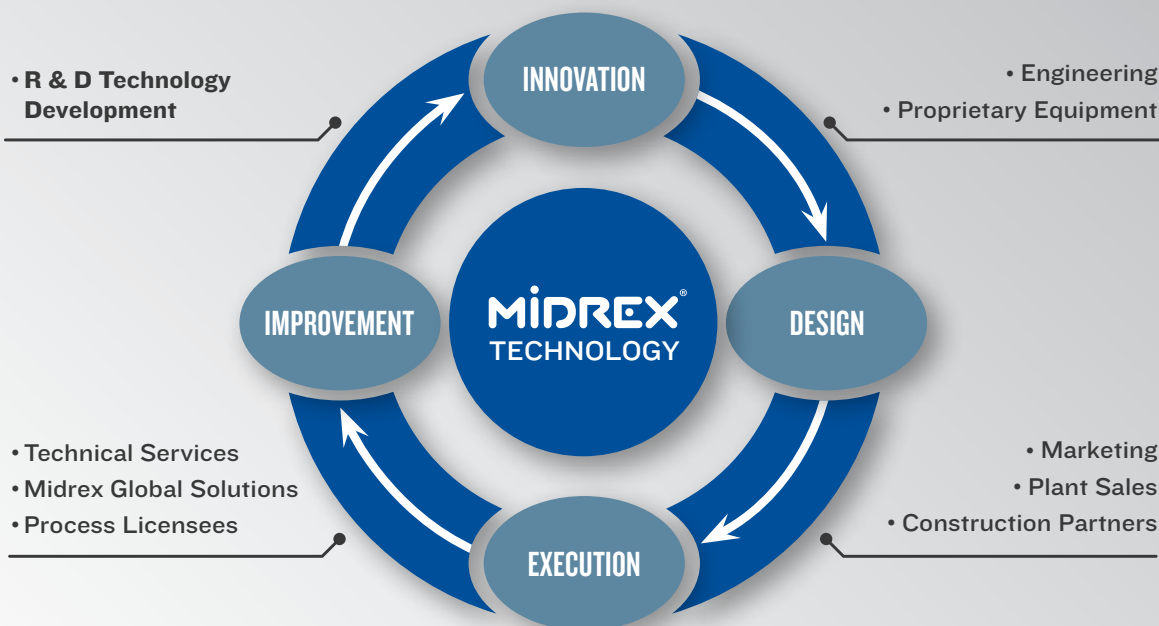 • R & D Technology
Development
INNOVATION
• Engineering
• Proprietary Equipment
IMPROVEMENT
MIDREX®
TECHNOLOGY
DESIGN
• Technical Services
• Midrex Global Solutions
• Process Licensees
EXECUTION
• Marketing
• Plant Sales
• Construction Partners